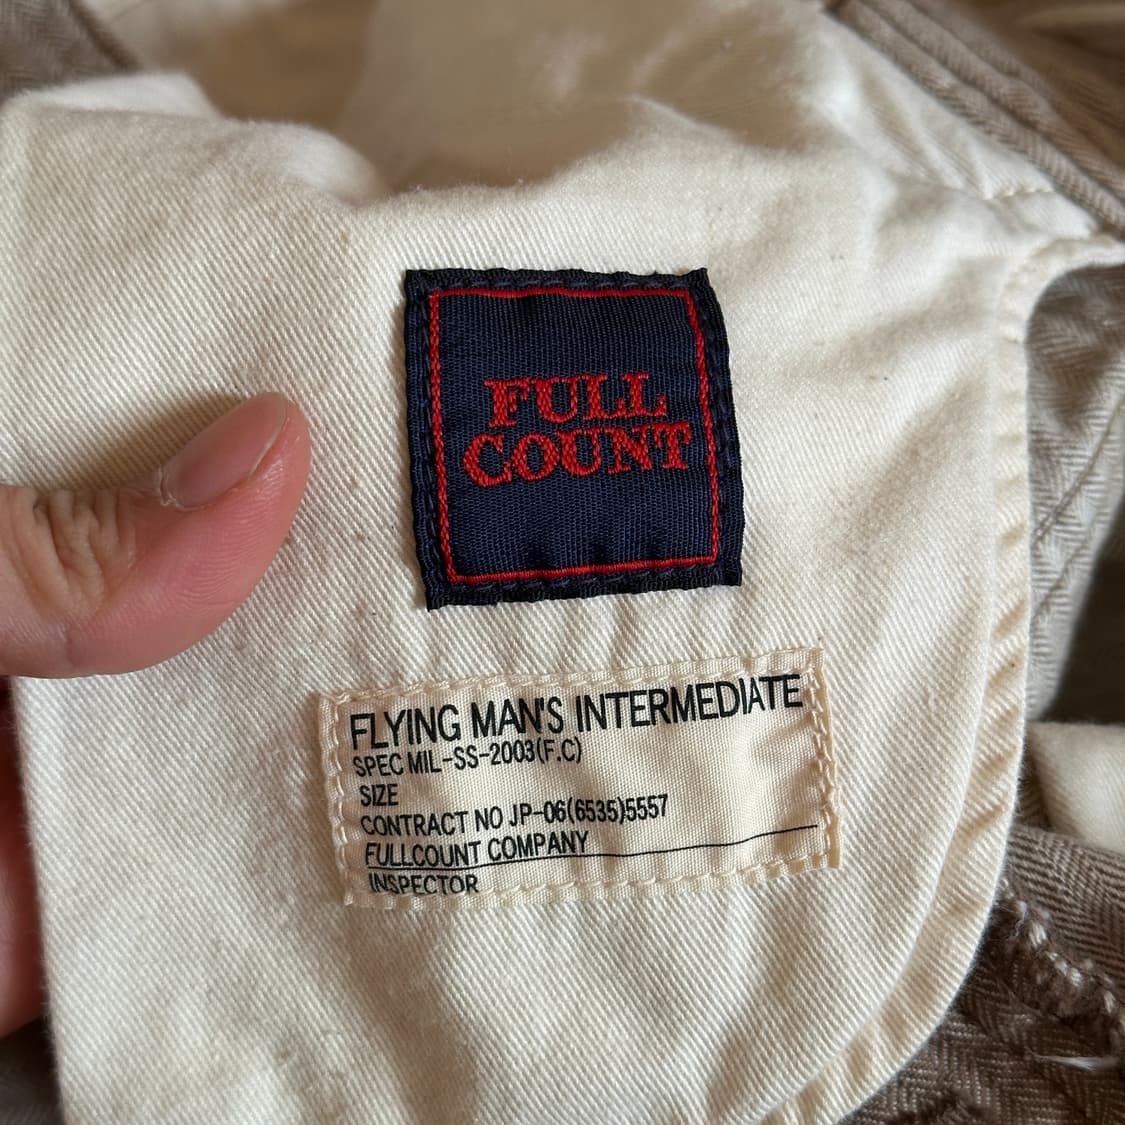 FULL
COUNT
FLYING MAN'S INTERMEDIATE
SPEC MIL-SS-2003(F.C)
SIZE
CONTRACT NO JP-06(6535)5557
FULLCOUNT COMPANY
INSPECTOR